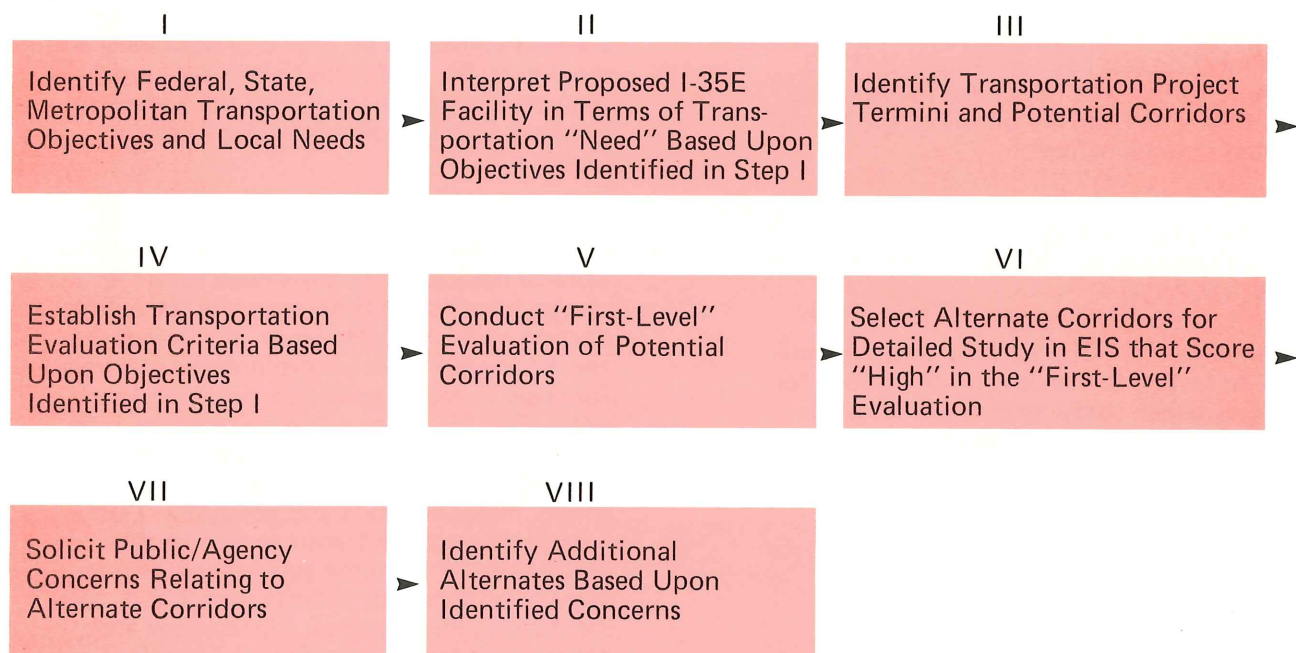 I
Identify Federal, State,
Metropolitan Transportation
Objectives and Local Needs
II
Interpret Proposed I-35E
Facility in Terms of Trans-
portation "Need" Based Upon
Objectives Identified in Step I
III
Identify Transportation Project
Termini and Potential Corridors
IV
Establish Transportation
Evaluation Criteria Based
Upon Objectives
Identified in Step I
V
Conduct "First-Level"
Evaluation of Potential
Corridors
VI
Select Alternate Corridors for
Detailed Study in EIS that Score
"High" in the "First-Level"
Evaluation
VII
Solicit Public/Agency
Concerns Relating to
Alternate Corridors
VIII
Identify Additional
Alternates Based Upon
Identified Concerns